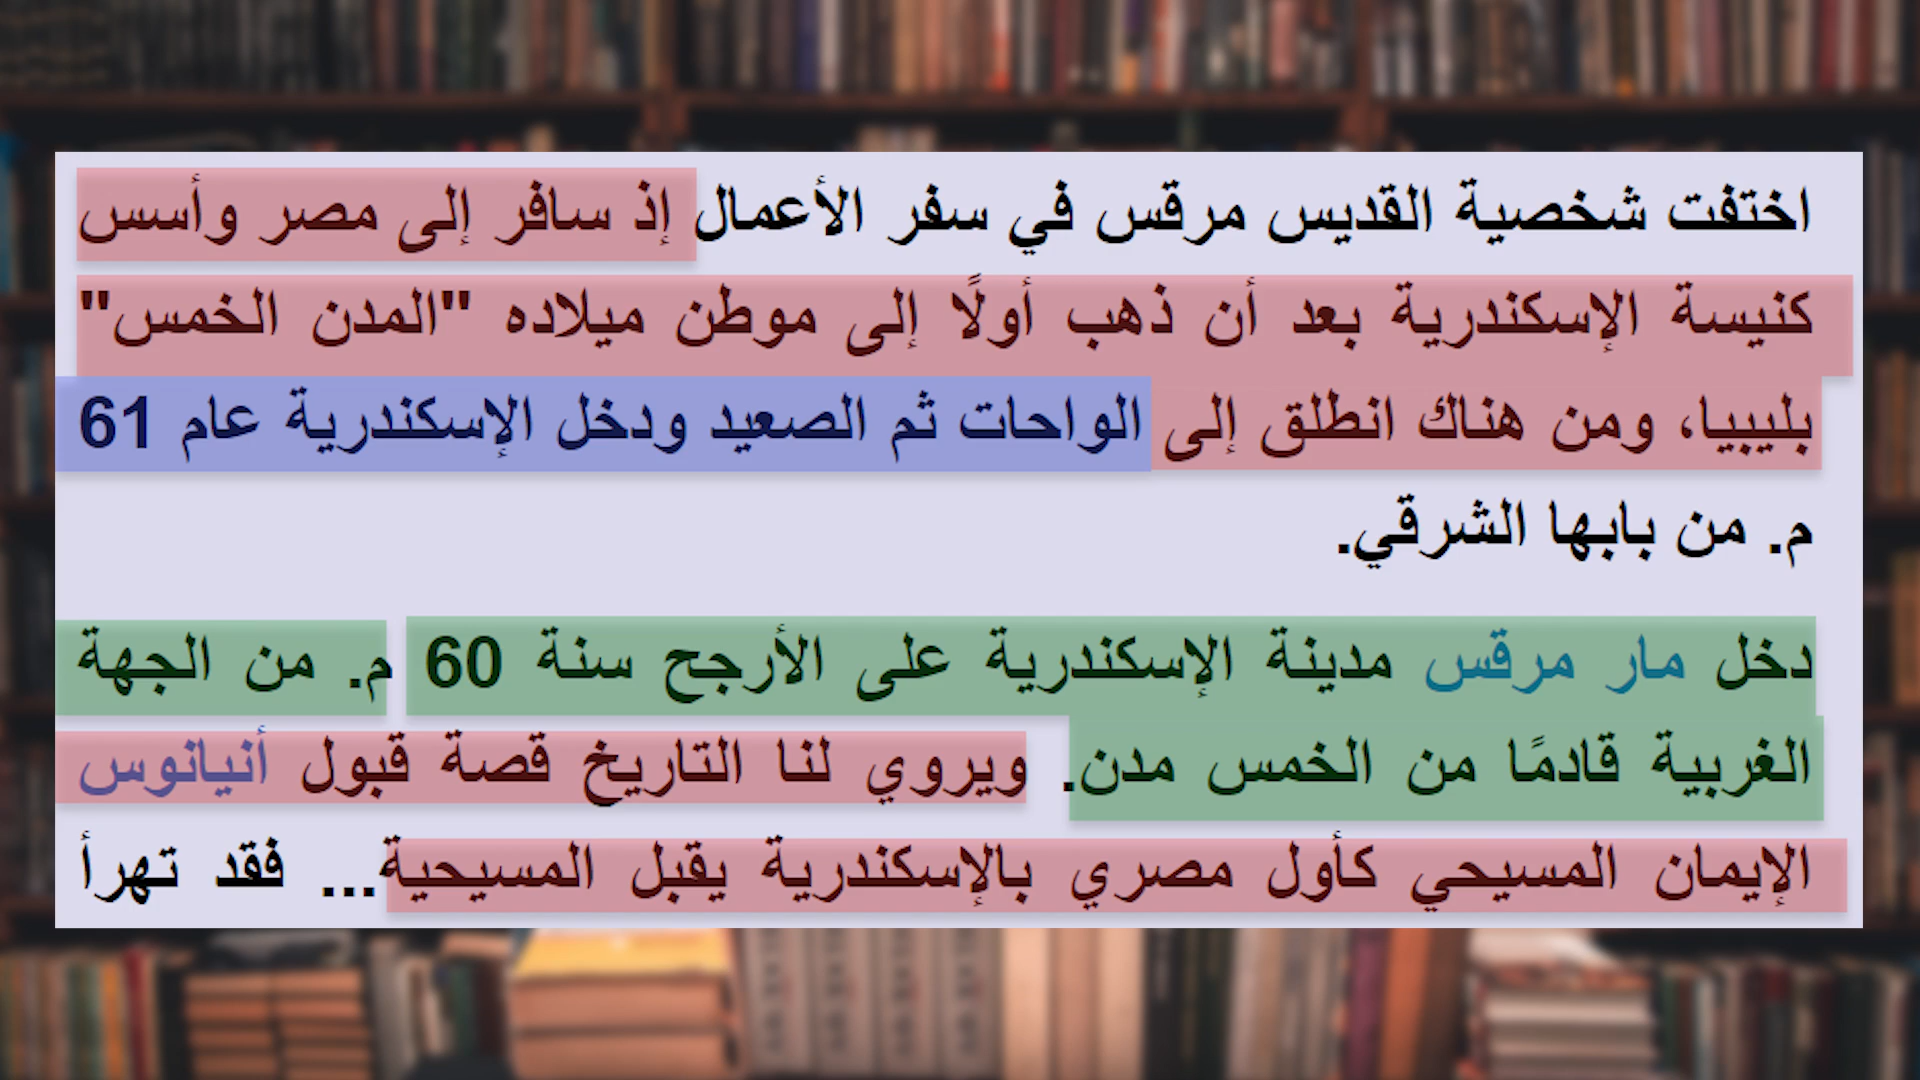 اختفت شخصية القديس مرقس في سفر الأعمال إذ سافر إلى مصر وأسس
كنيسة الإسكندرية بعد أن ذهب أولًا إلى موطن ميلاده "المدن الخمس"
بليبيا، ومن هناك انطلق إلى الواحات ثم الصعيد ودخل الإسكندرية عام 61
م. من بابها الشرقي.
دخل مار مرقس مدينة الإسكندرية على الأرجح سنة 60 م. من الجهة
الغربية قادمًا من الخمس مدن. ويروي لنا التاريخ قصة قبول أنيانوس
الإيمان المسيحي كأول مصري بالإسكندرية يقبل المسيحية... فقد تهرأ